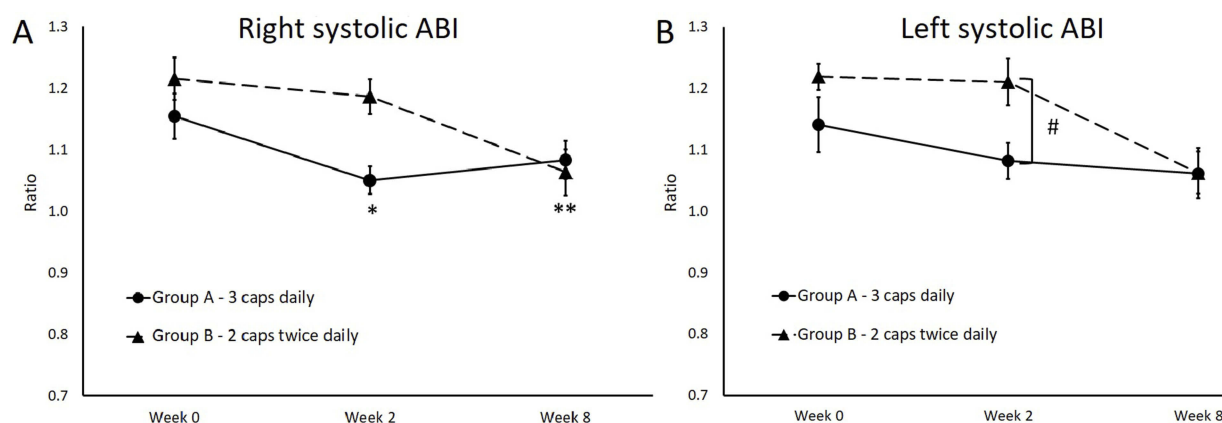 A
Right systolic ABI
1.3
1.2
1.1
1.0
0.9
0.8
0.7
Ratio
*
**
Group A - 3 caps daily
Group B - 2 caps twice daily
Week 0
Week 2
Week 8
B
Left systolic ABI
1.3
1.2
1.1
1.0
0.9
0.8
0.7
Ratio
#
Group A - 3 caps daily
Group B - 2 caps twice daily
Week 0
Week 2
Week 8